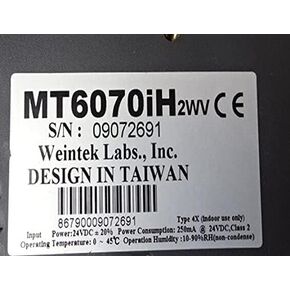 MT6070iH2WV CE
S/N : 09072691
Weintek Labs., Inc.
DESIGN IN TAIWAN
86790009072691
Type 4X (indoor use only)
Input : Power:24VDC ± 20% Power Consumption: 250mA @ 24VDC,Class 2
Operating Temperature: 0 ~ 45°C Operation Humidity : 10-90%RH(non-condense)